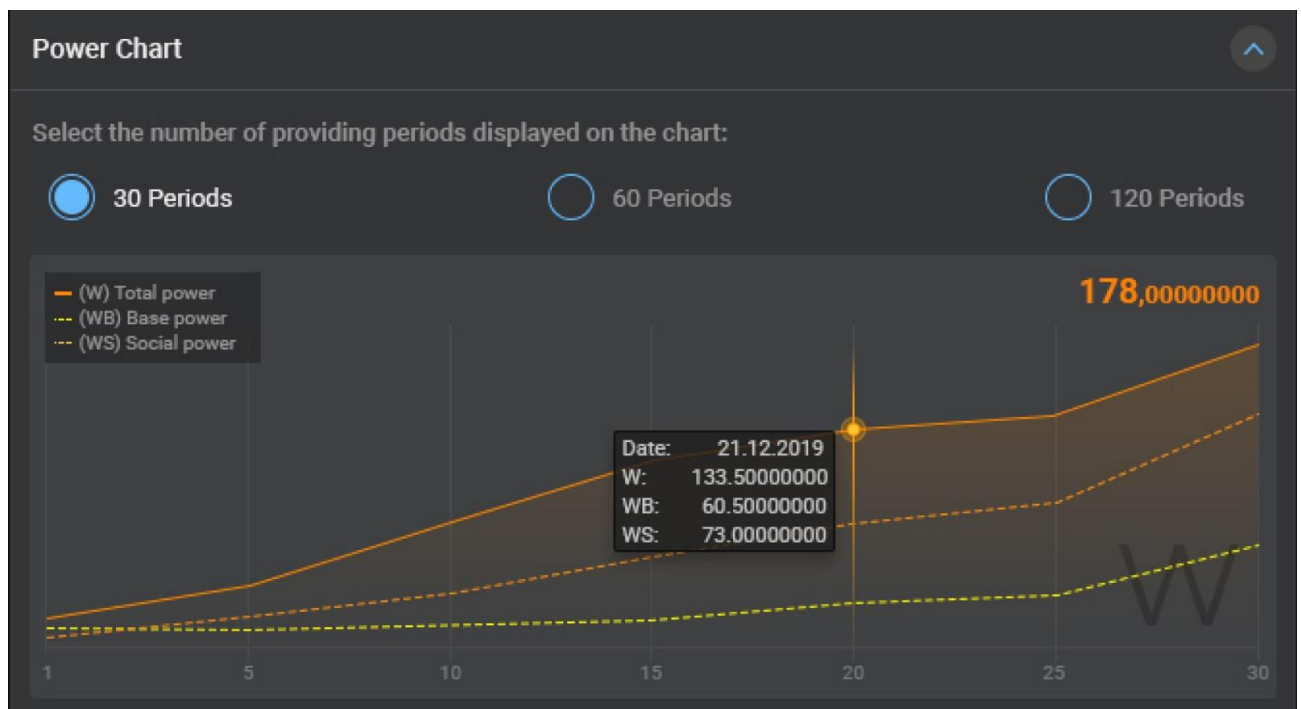 Power Chart
Select the number of providing periods displayed on the chart:
30 Periods 60 Periods 120 Periods
(W) Total power
(WB) Base power
(WS) Social power
178,00000000
Date: 21.12.2019
W: 133.50000000
WB: 60.50000000
WS: 73.00000000
W
1 5 10 15 20 25 30